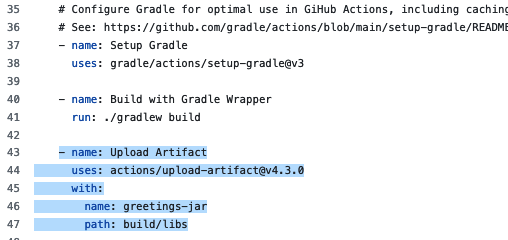 35 # Configure Gradle for optimal use in GiHub Actions, including caching
36 # See: https://github.com/gradle/actions/blob/main/setup-gradle/README
37 - name: Setup Gradle
38 uses: gradle/actions/setup-gradle@v3
39
40 - name: Build with Gradle Wrapper
41 run: ./gradlew build
42
43 - name: Upload Artifact
44 uses: actions/upload-artifact@v4.3.0
45 with:
46 name: greetings-jar
47 path: build/libs